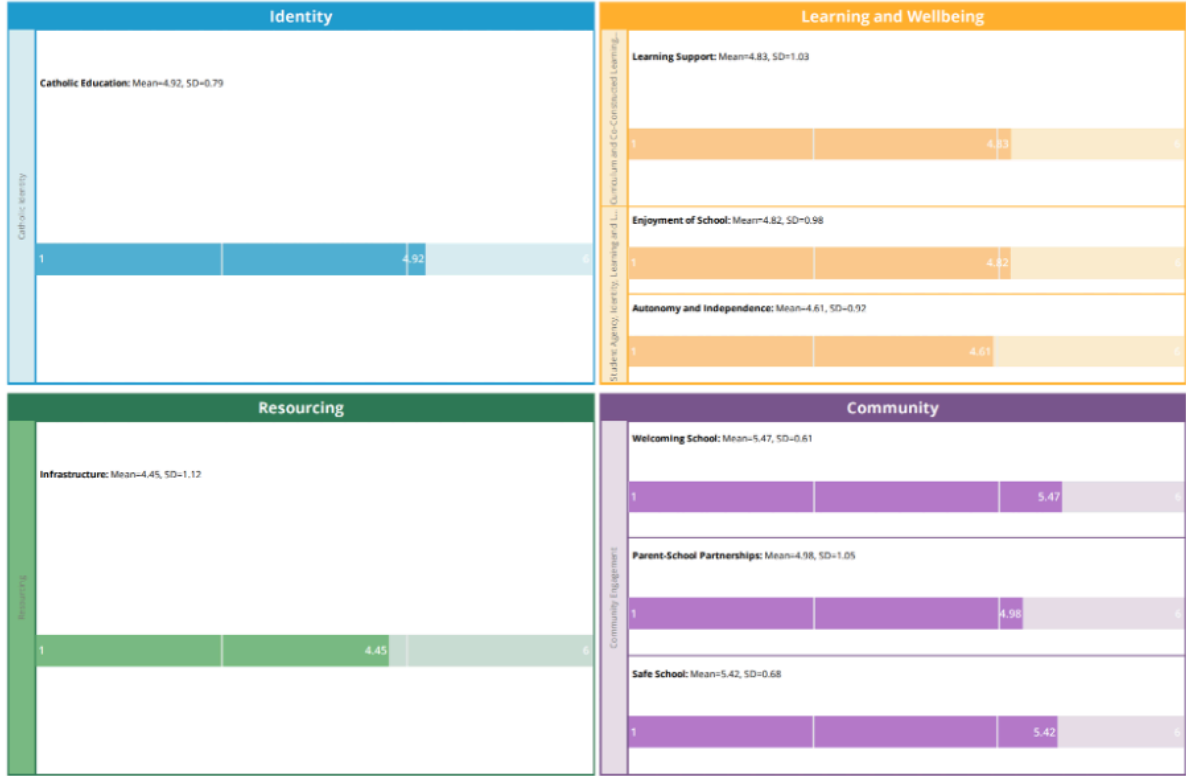 Identity
Catholic Identity
Catholic Education: Mean=4.92, SD=0.79
1 4.92 6
Learning and Wellbeing
Curriculum and Co-Constructed Learning...
Learning Support: Mean=4.83, SD=1.03
1 4.83 6
Student Agency, Identity, Learning and L...
Enjoyment of School: Mean=4.82, SD=0.98
1 4.82 6
Autonomy and Independence: Mean=4.61, SD=0.92
1 4.61 6
Resourcing
Resourcing
Infrastructure: Mean=4.45, SD=1.12
1 4.45 6
Community
Community Engagement
Welcoming School: Mean=5.47, SD=0.61
1 5.47 6
Parent-School Partnerships: Mean=4.98, SD=1.05
1 4.98 6
Safe School: Mean=5.42, SD=0.68
1 5.42 6